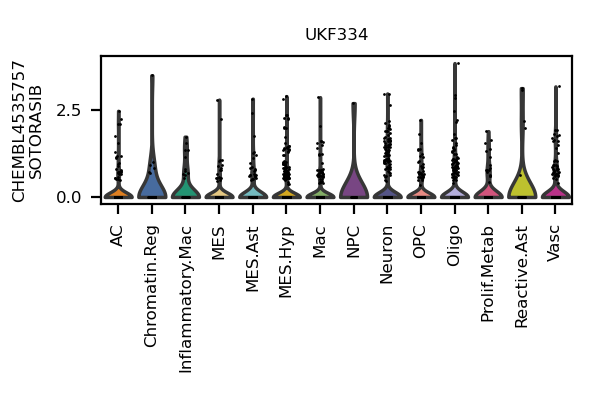 UKF334
CHEMBL4535757
SOTORASIB
2.5
0.0
AC
Chromatin.Reg
Inflammatory.Mac
MES
MES.Ast
MES.Hyp
Mac
NPC
Neuron
OPC
Oligo
Prolif.Metab
Reactive.Ast
Vasc